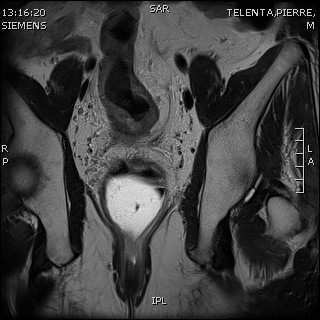 13:16:20
SIEMENS
SAR
TELENTA,PIERRE,
M
R
P
L
A
IPL